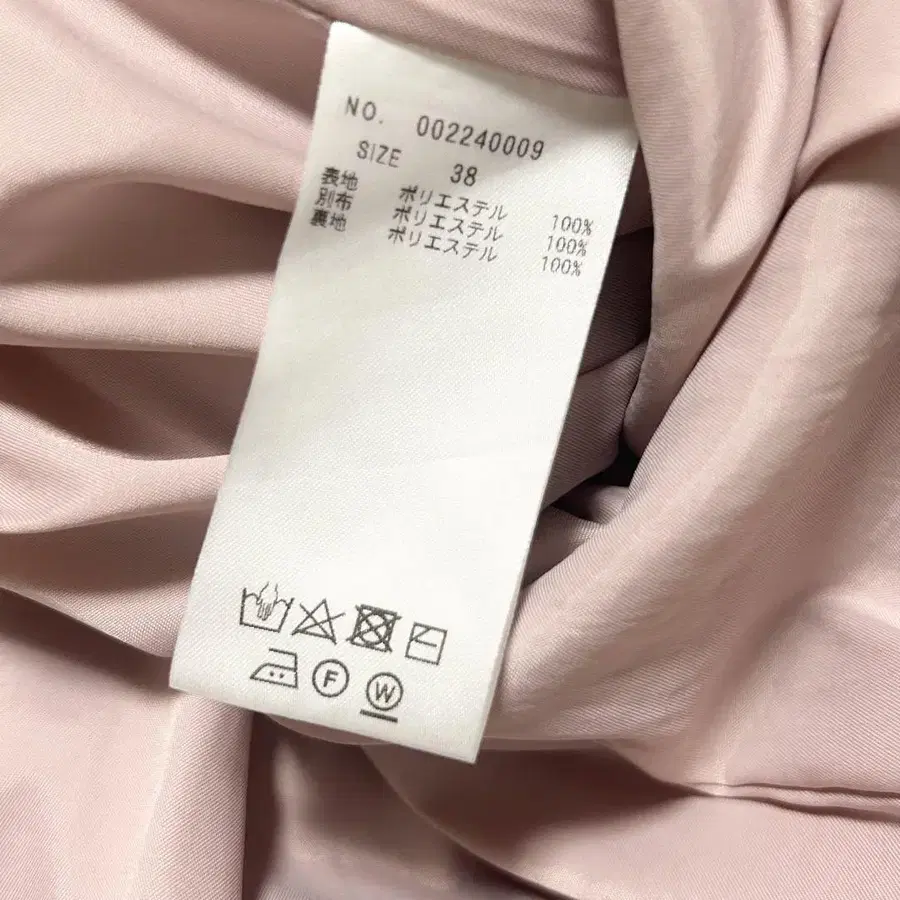 NO. 002240009
SIZE 38
表地 ポリエステル 100%
別布 ポリエステル 100%
裏地 ポリエステル 100%
F W